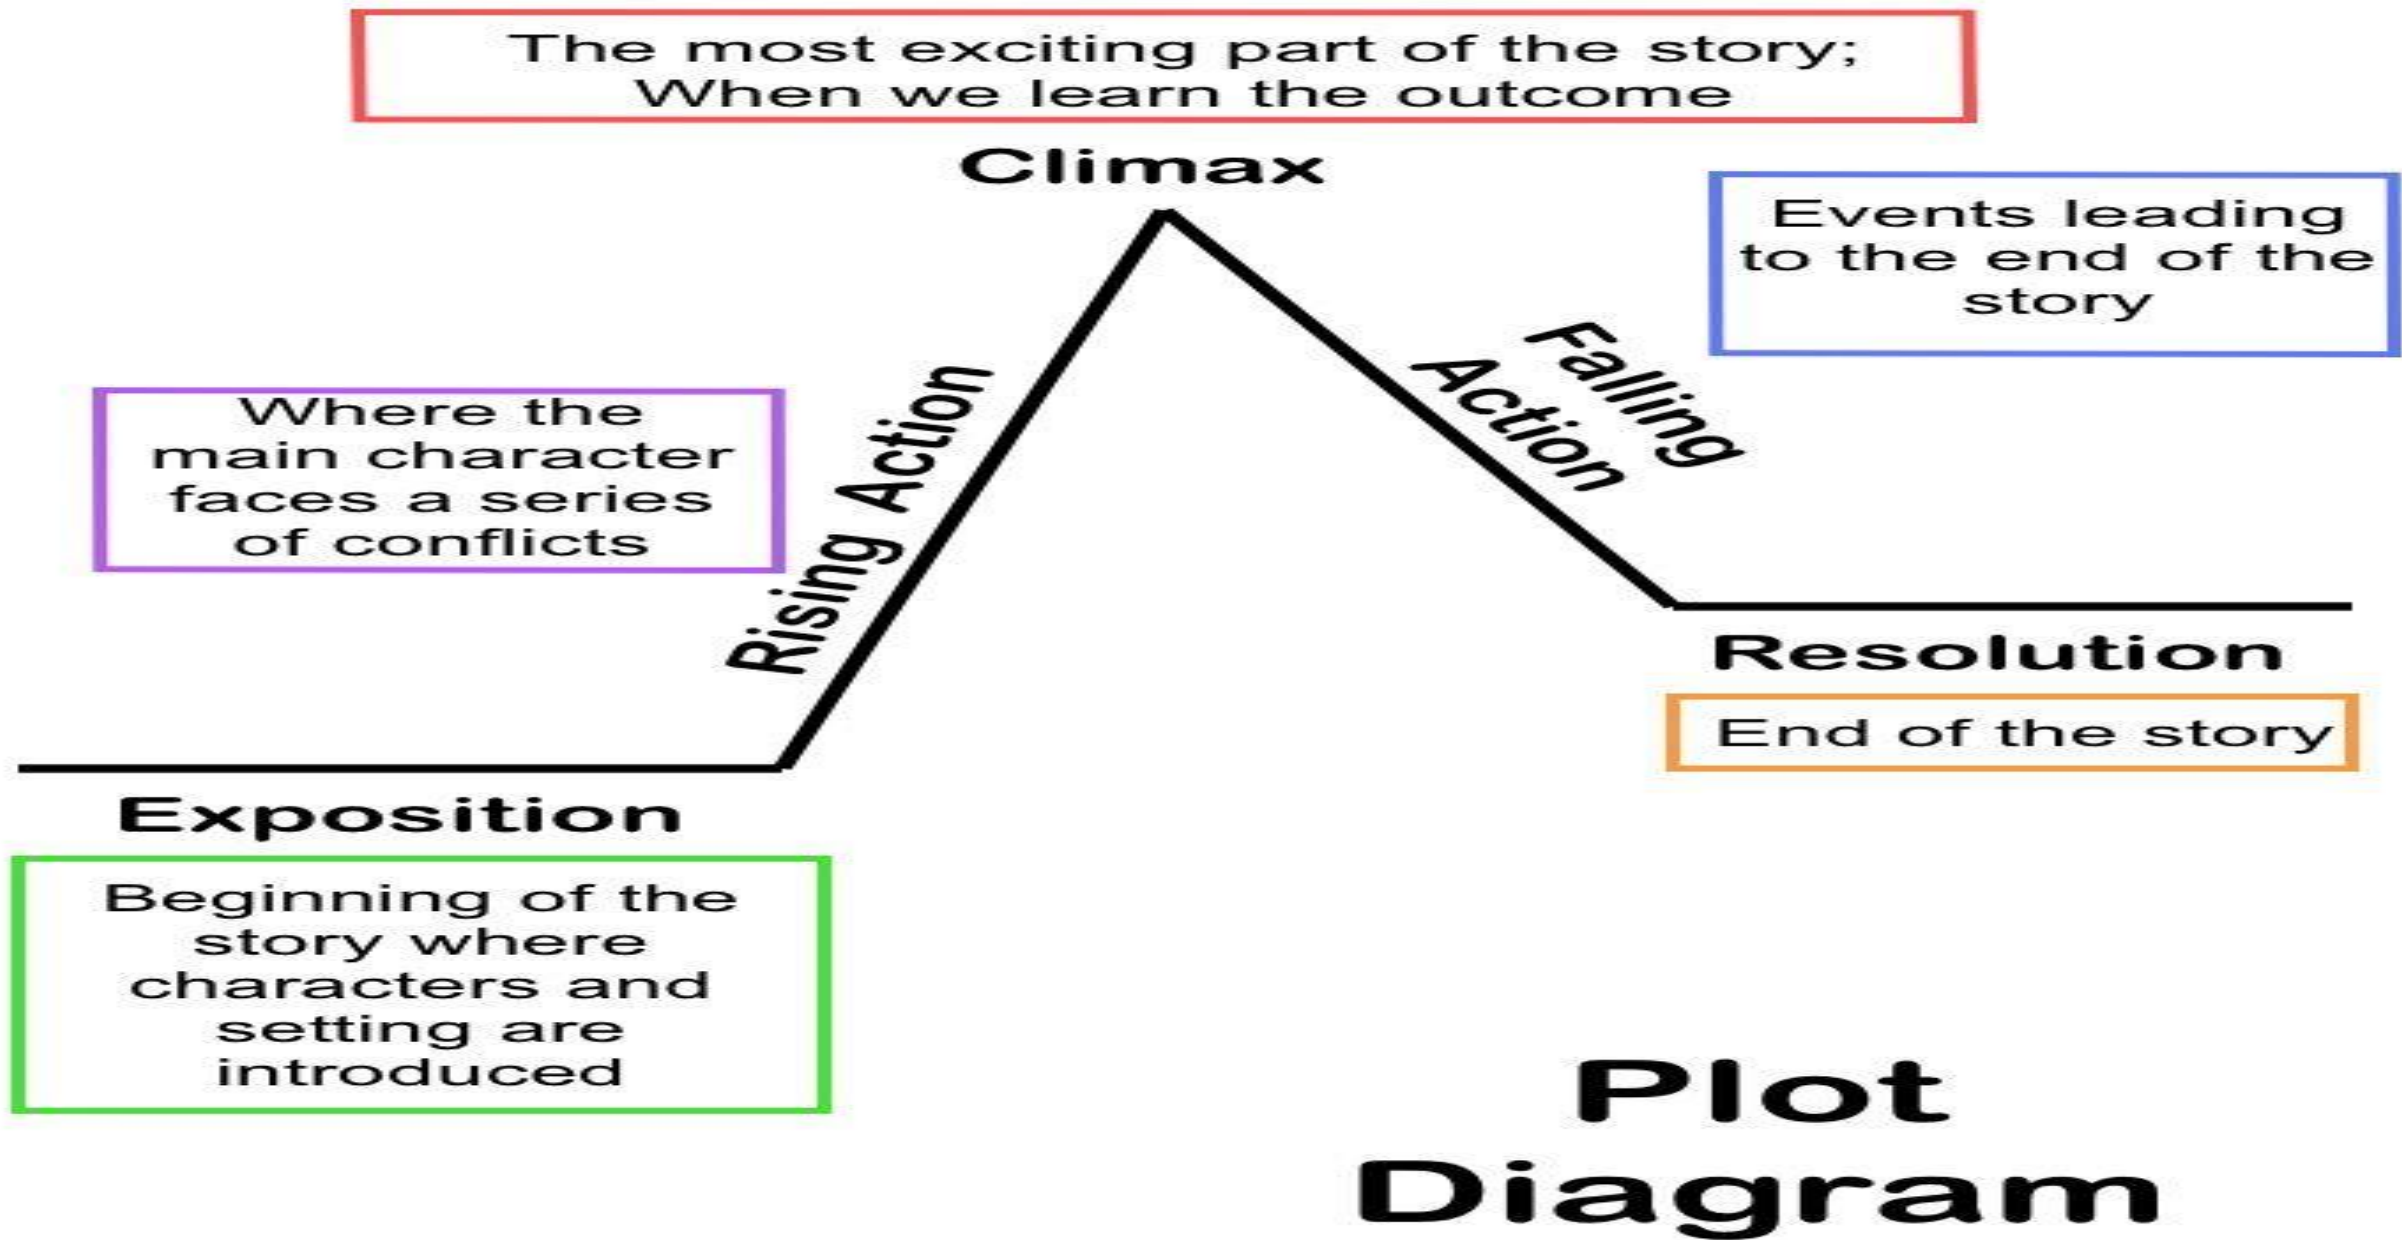 The most exciting part of the story;
When we learn the outcome
Climax
Events leading
to the end of the
story
Falling
Action
Where the
main character
faces a series
of conflicts
Rising Action
Resolution
End of the story
Exposition
Beginning of the
story where
characters and
setting are
introduced
Plot
Diagram